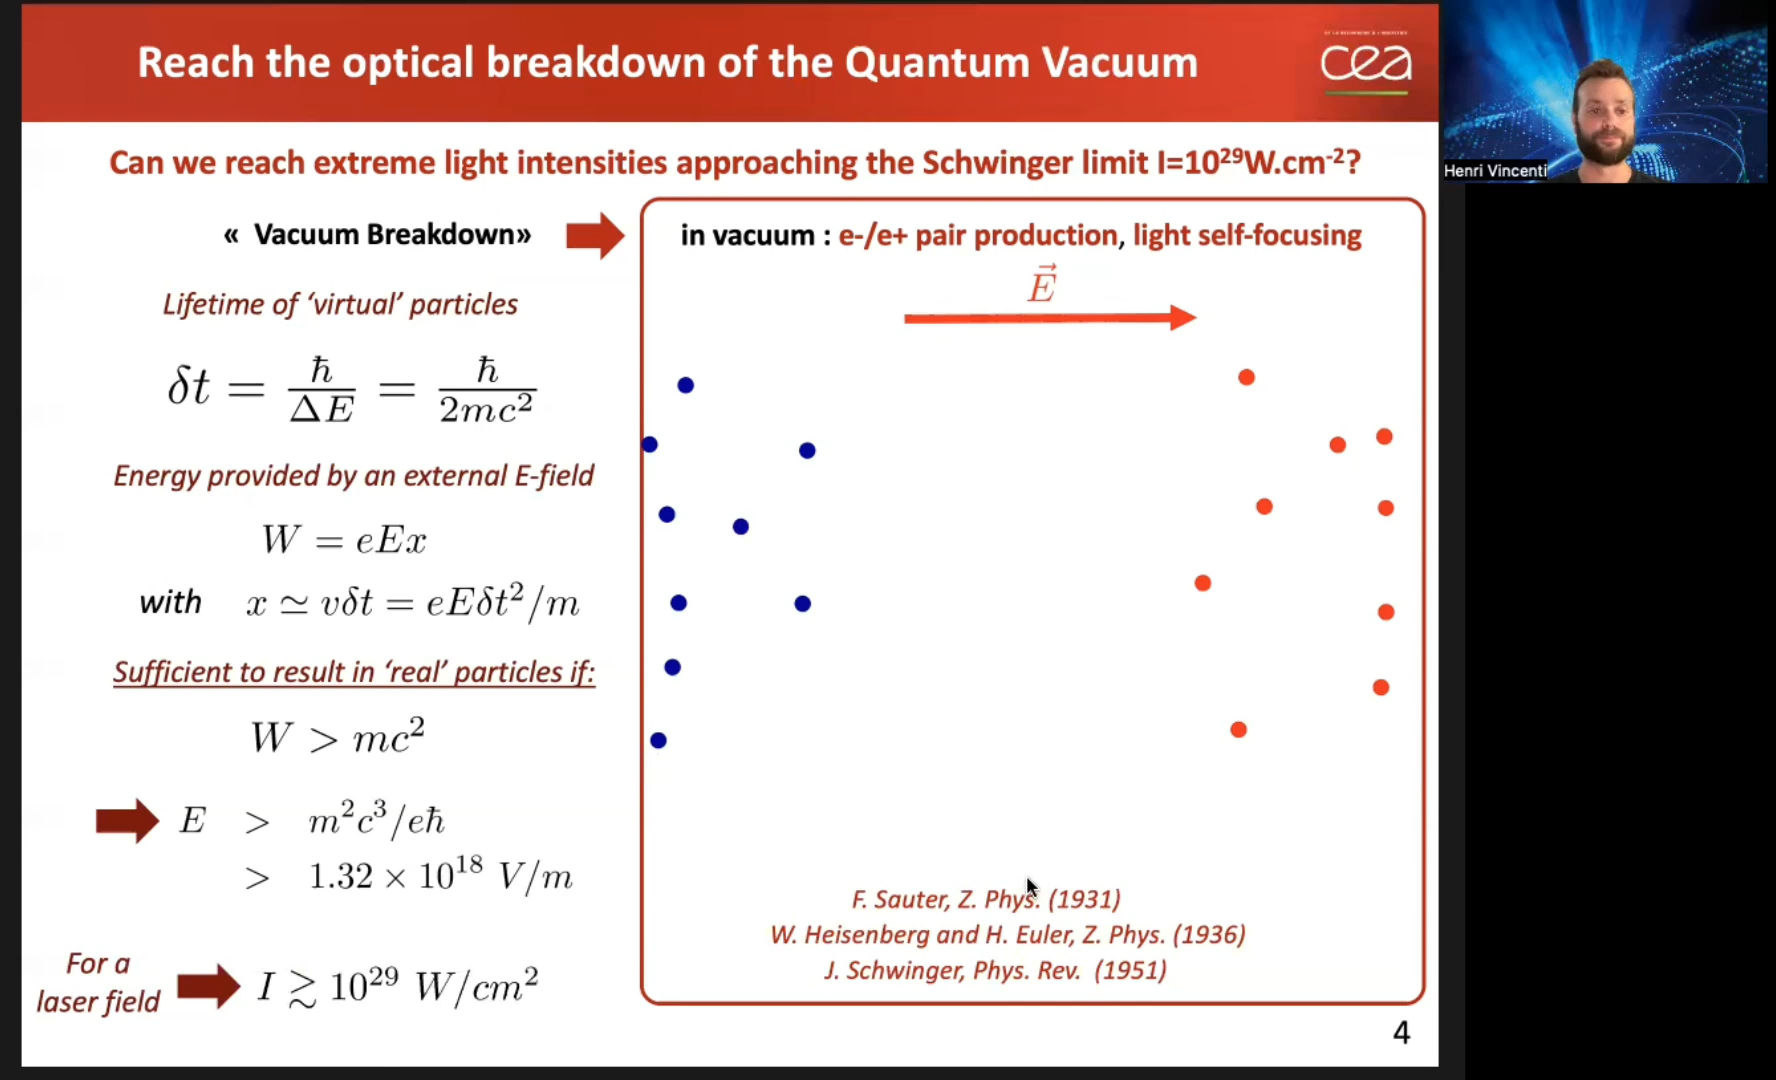 Reach the optical breakdown of the Quantum Vacuum
cea
Henri Vincenti
Can we reach extreme light intensities approaching the Schwinger limit I=10²⁹W.cm⁻²?
« Vacuum Breakdown»
in vacuum : e-/e+ pair production, light self-focusing
E⃗
Lifetime of ‘virtual’ particles
δt = ħ/ΔE = ħ/2mc²
Energy provided by an external E-field
W = eEx
with x ≃ vδt = eEδt²/m
Sufficient to result in ‘real’ particles if:
W > mc²
E > m²c³/eħ
> 1.32 × 10¹⁸ V/m
For a
laser field
I ≳ 10²⁹ W/cm²
F. Sauter, Z. Phys. (1931)
W. Heisenberg and H. Euler, Z. Phys. (1936)
J. Schwinger, Phys. Rev. (1951)
4